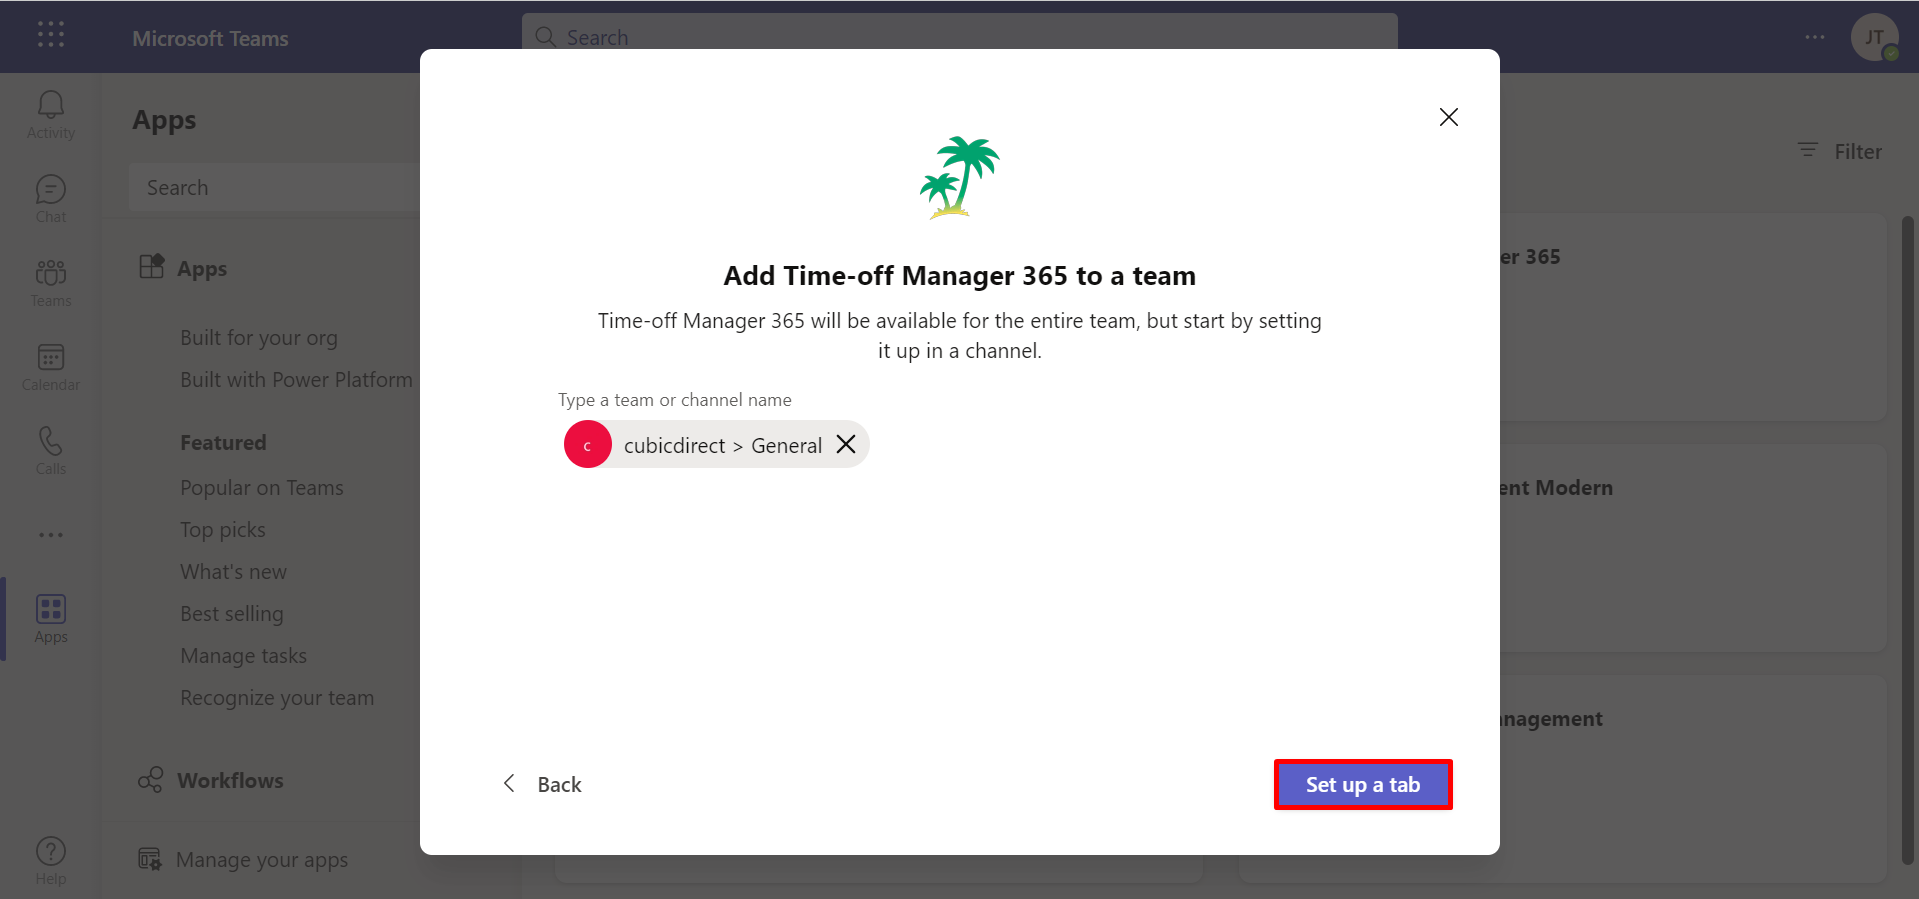 Microsoft Teams
Search
JT
Activity
Chat
Teams
Calendar
Calls
Apps
Help
Apps
Search
Apps
Built for your org
Built with Power Platform
Featured
Popular on Teams
Top picks
What's new
Best selling
Manage tasks
Recognize your team
Workflows
Manage your apps
Add Time-off Manager 365 to a team
Time-off Manager 365 will be available for the entire team, but start by setting
it up in a channel.
Type a team or channel name
c
cubicdirect > General
Back
Set up a tab
Filter
er 365
ent Modern
nagement